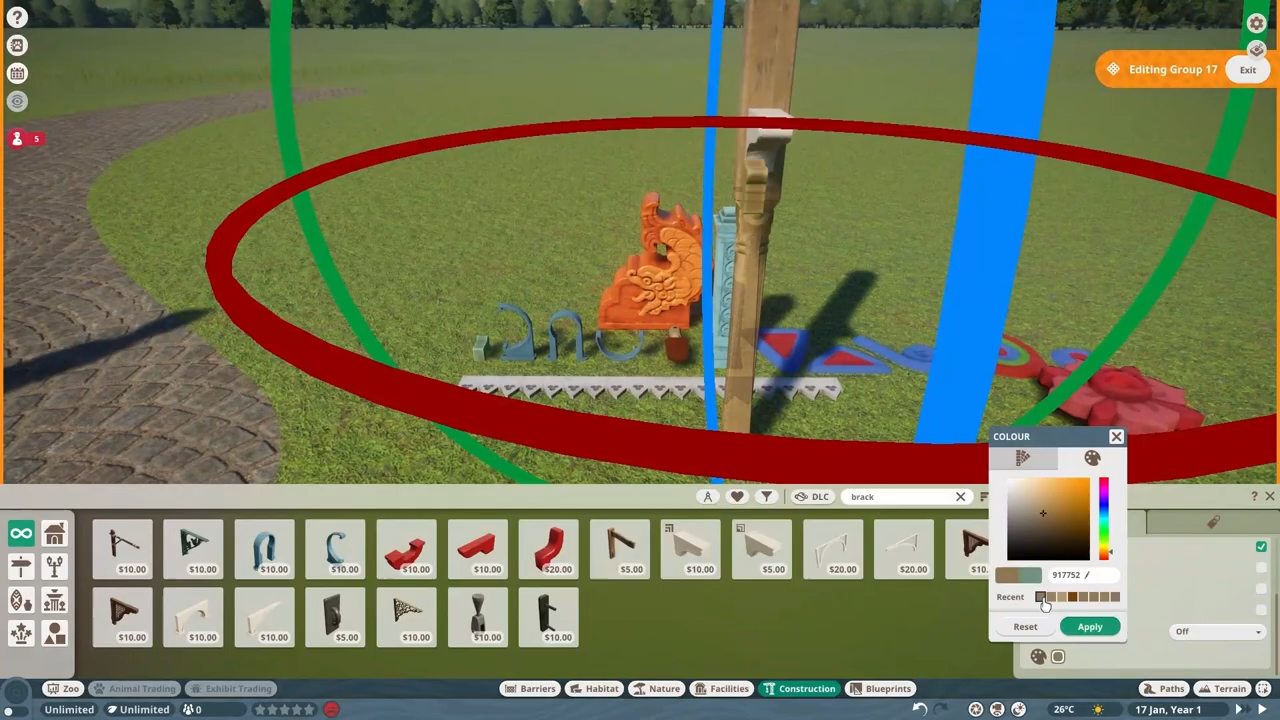 ?
Editing Group 17
Exit
5
COLOUR
DLC
brack
?
$10.00
$10.00
$10.00
$10.00
$10.00
$10.00
$20.00
$5.00
$10.00
$10.00
$20.00
$20.00
$10.
917752 /
Recent
$10.00
$10.00
$10.00
$5.00
$10.00
$10.00
$10.00
Reset
Apply
Off
Zoo
Animal Trading
Exhibit Trading
Barriers
Habitat
Nature
Facilities
Construction
Blueprints
Paths
Terrain
Unlimited
Unlimited
0
26°C
17 Jan, Year 1